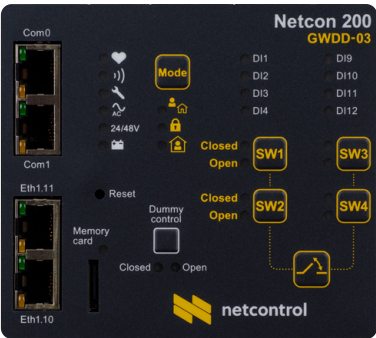 Netcon 200
GWDD-03
Com0
Com1
Eth1.11
Eth1.10
AC
24/48V
Mode
Reset
Memory
card
Dummy
control
Closed
Open
DI1
DI2
DI3
DI4
DI9
DI10
DI11
DI12
Closed
Open
SW1
SW3
Closed
Open
SW2
SW4
netcontrol